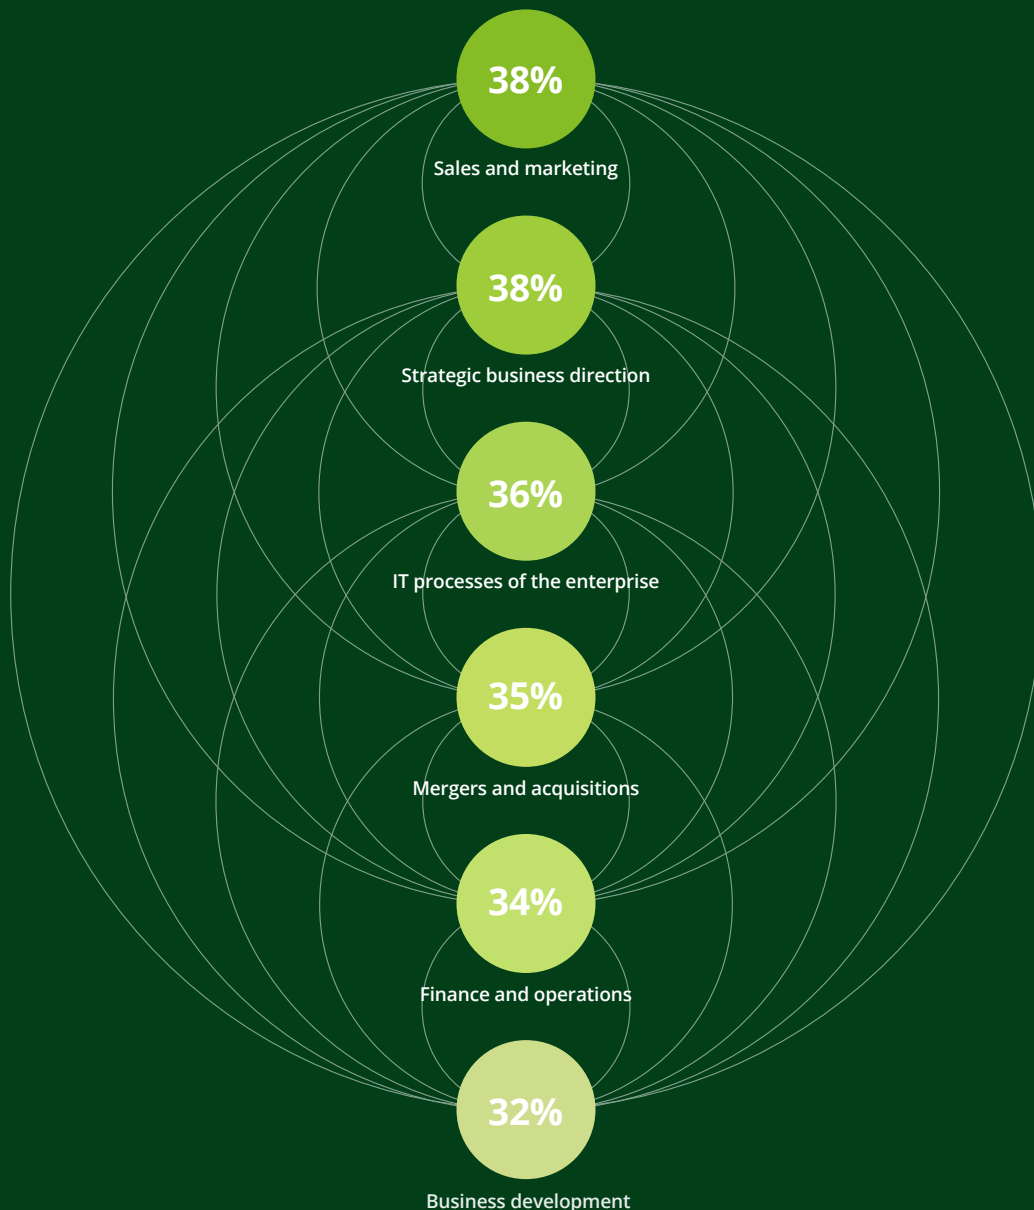 38%
Sales and marketing
38%
Strategic business direction
36%
IT processes of the enterprise
35%
Mergers and acquisitions
34%
Finance and operations
32%
Business development